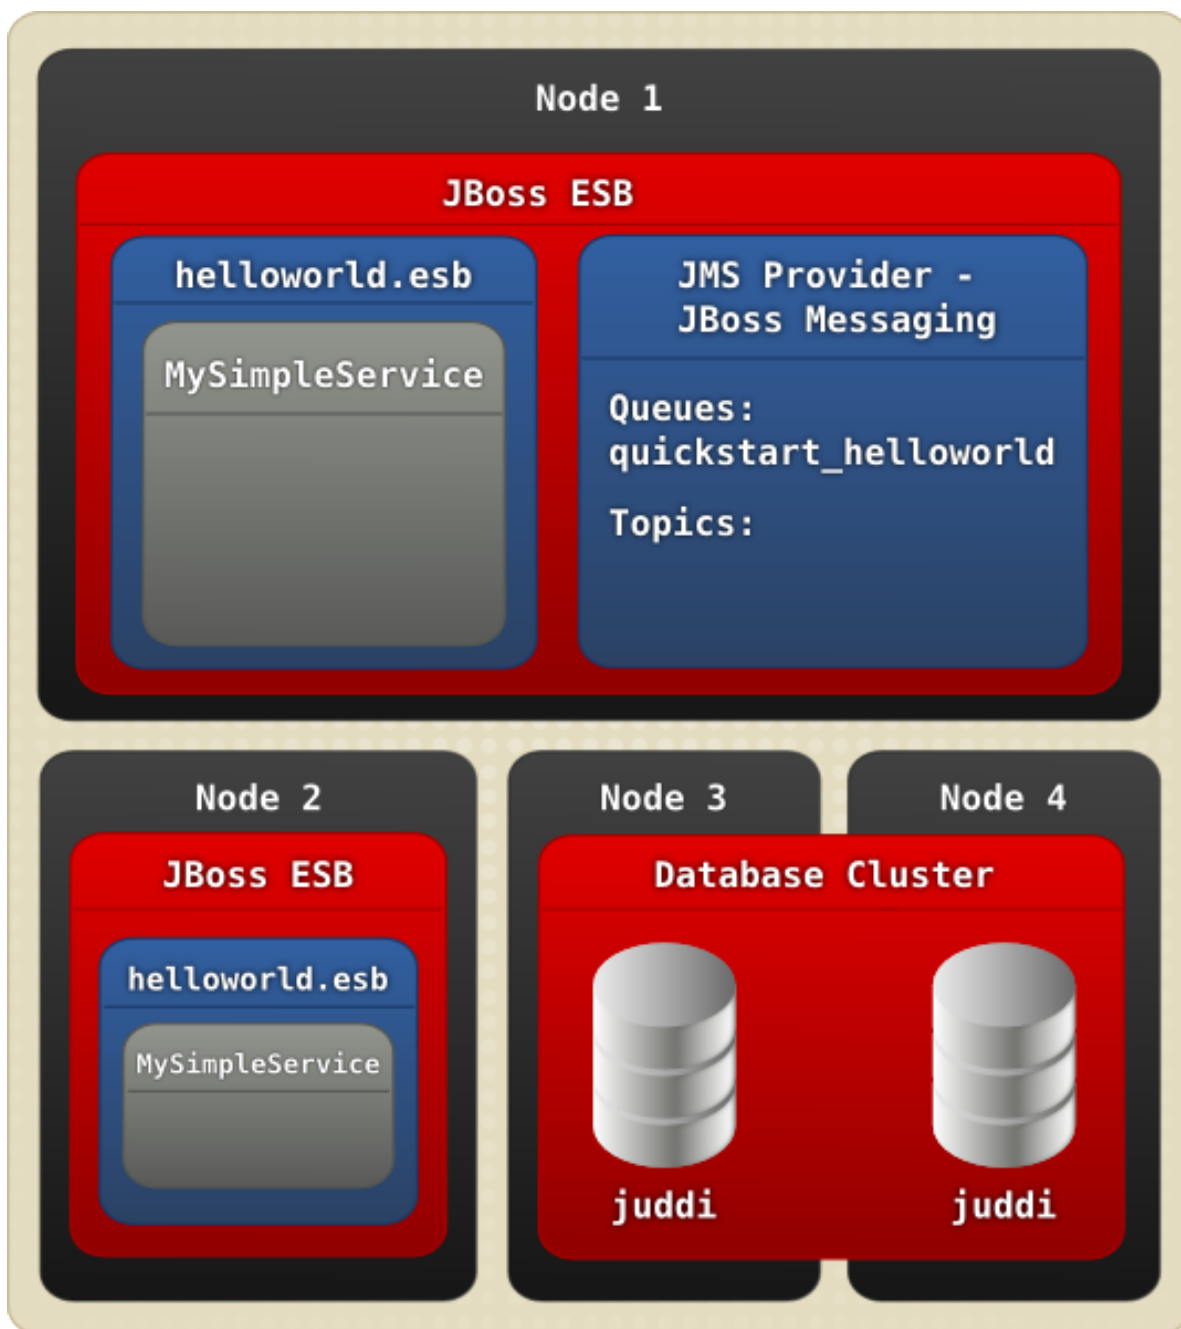 Node 1
JBoss ESB
helloworld.esb
MySimpleService
JMS Provider -
JBoss Messaging
Queues:
quickstart_helloworld
Topics:
Node 2
JBoss ESB
helloworld.esb
MySimpleService
Node 3
Node 4
Database Cluster
juddi
juddi